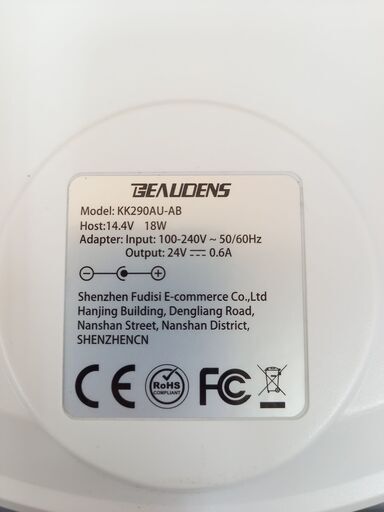 BEAUDENS
Model: KK290AU-AB
Host:14.4V 18W
Adapter: Input: 100-240V ~ 50/60Hz
Output: 24V ⎓ 0.6A
Shenzhen Fudisi E-commerce Co.,Ltd
Hanjing Building, Dengliang Road,
Nanshan Street, Nanshan District,
SHENZHENCN
CE RoHS COMPLIANT FC